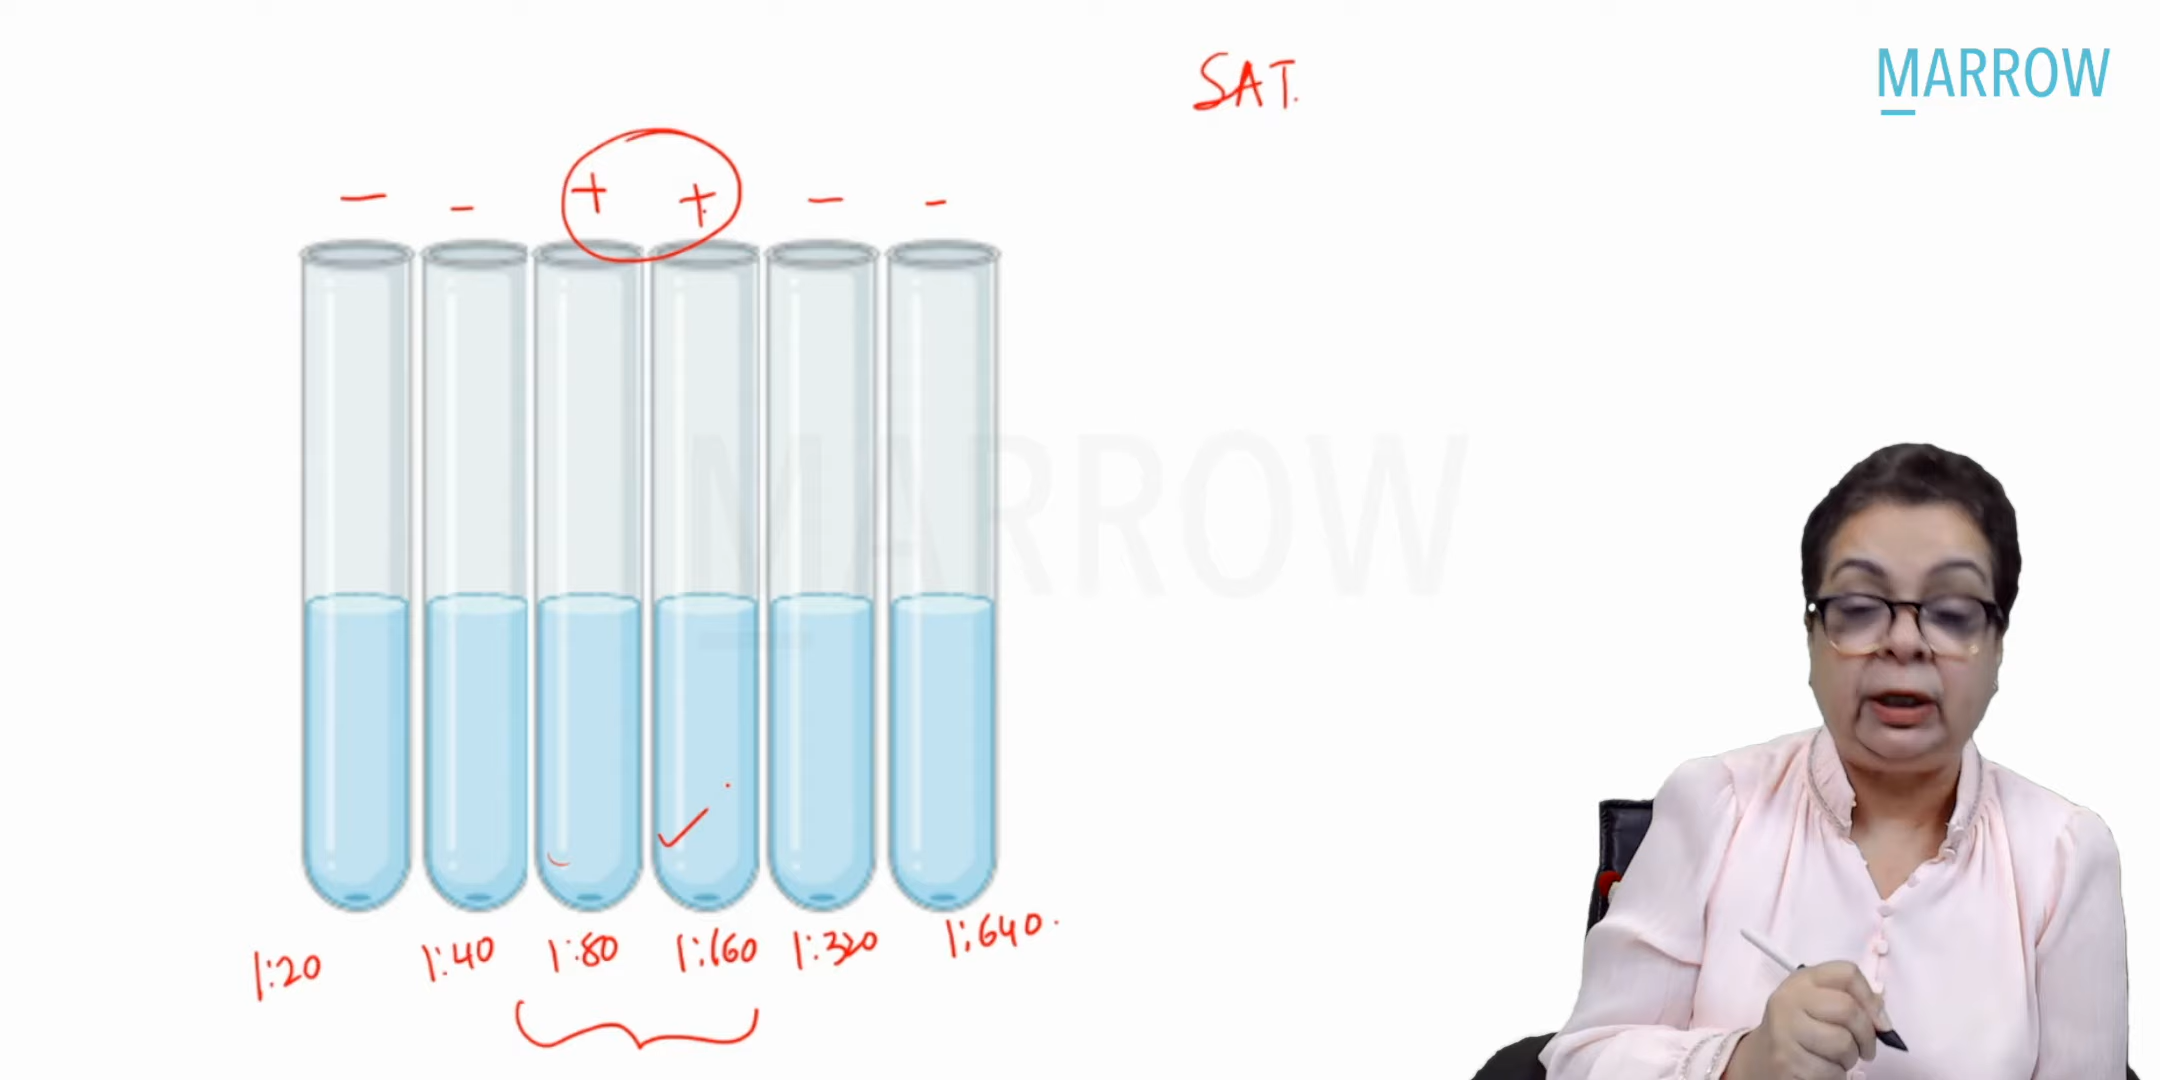 SAT.
MARROW
- - + + - -
MARROW
1:20 1:40 1:80 1:160 1:320 1:640.